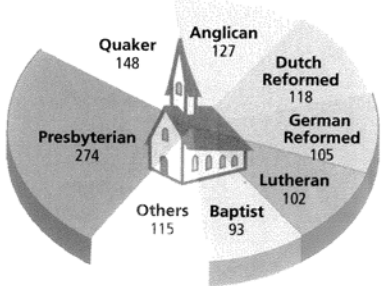 Anglican
127
Dutch
Reformed
118
German
Reformed
105
Lutheran
102
Baptist
93
Others
115
Presbyterian
274
Quaker
148